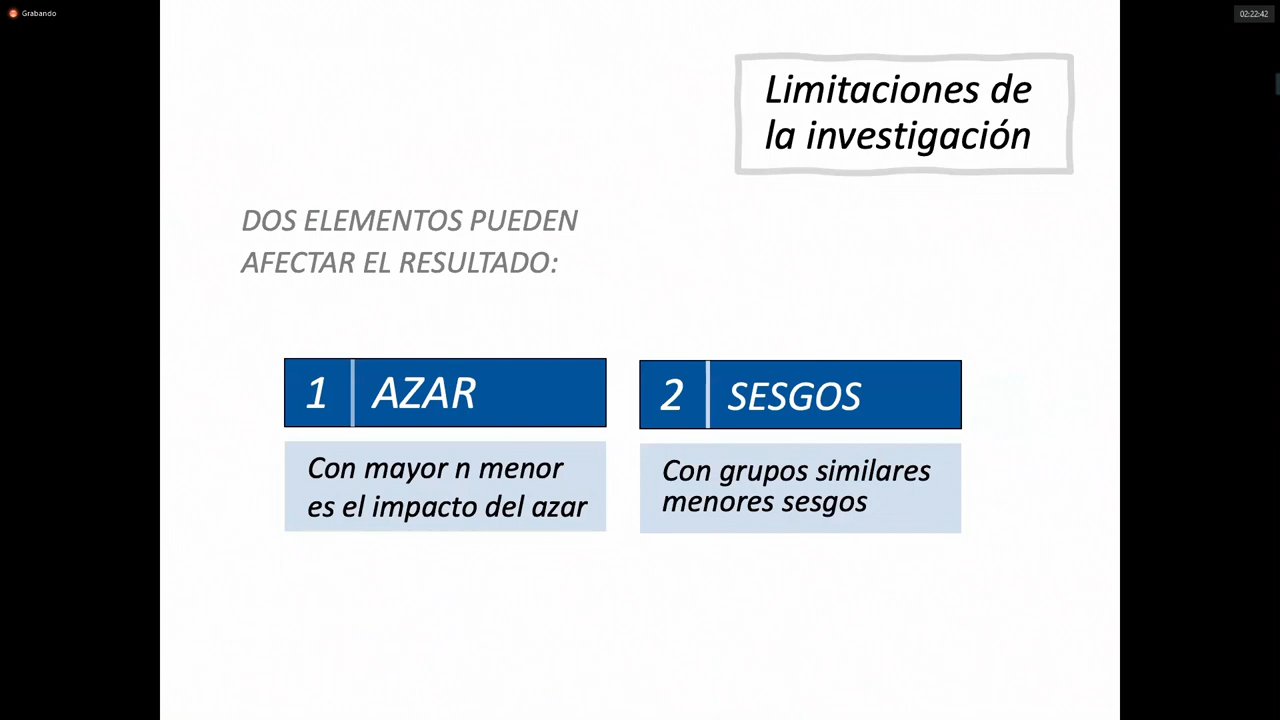 Grabando
02:22:42
Limitaciones de
la investigación
DOS ELEMENTOS PUEDEN
AFECTAR EL RESULTADO:
1 AZAR
Con mayor n menor
es el impacto del azar
2 SESGOS
Con grupos similares
menores sesgos